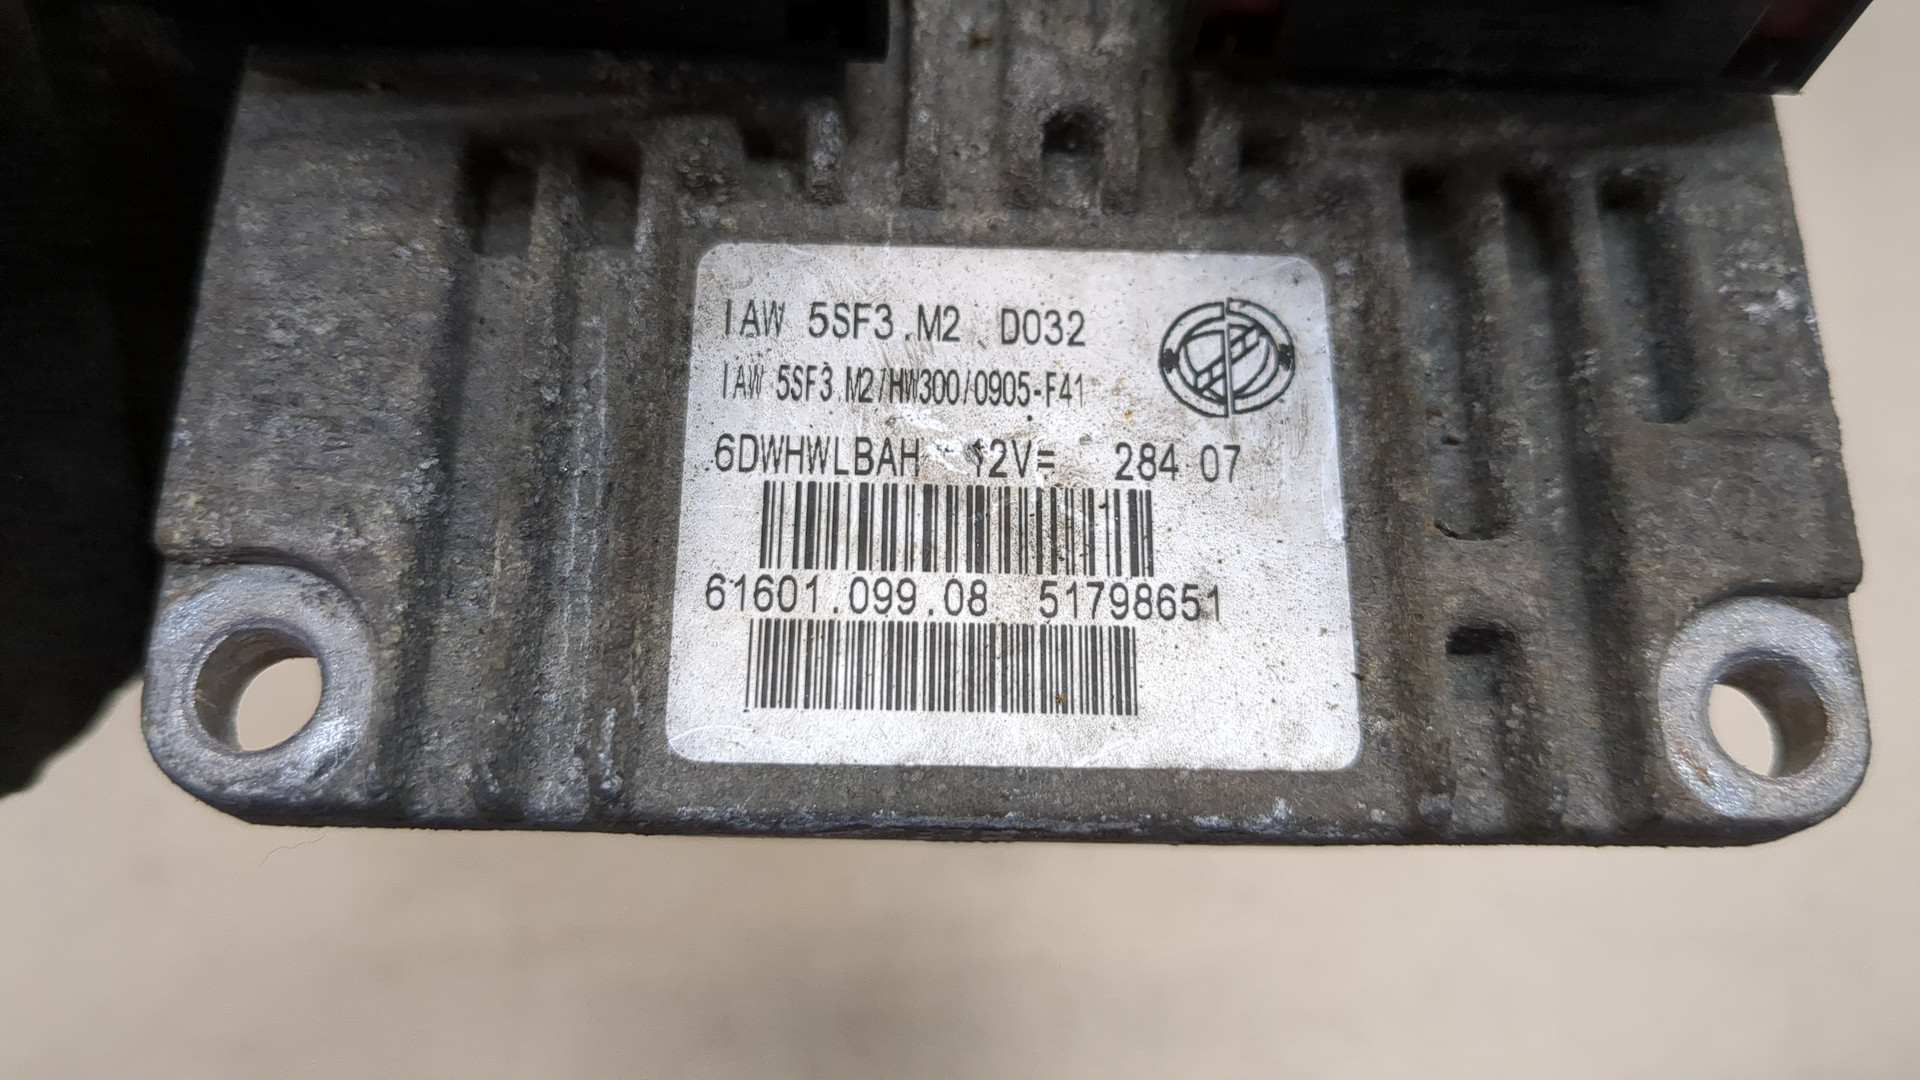 IAW 5SF3.M2 D032
IAW 5SF3 M2/HW300/0905-F41
6DWHWLBAH 12V= 284 07
61601.099.08 51798651